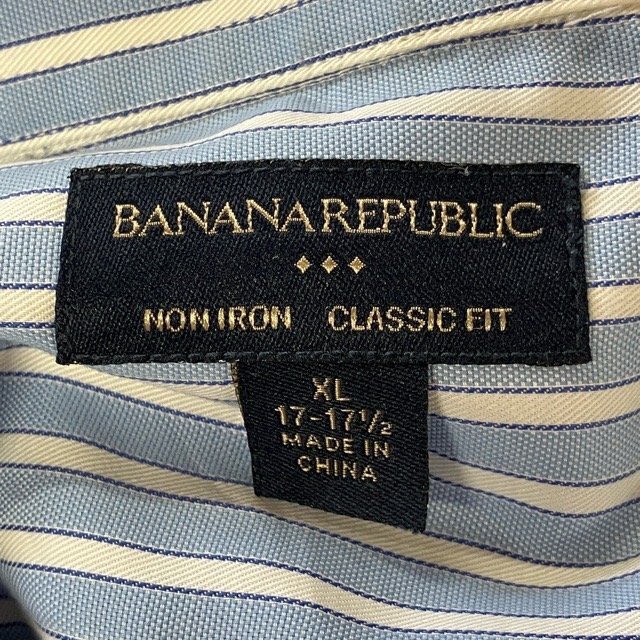 BANANA REPUBLIC
NON IRON CLASSIC FIT
XL
17-17½
MADE IN
CHINA